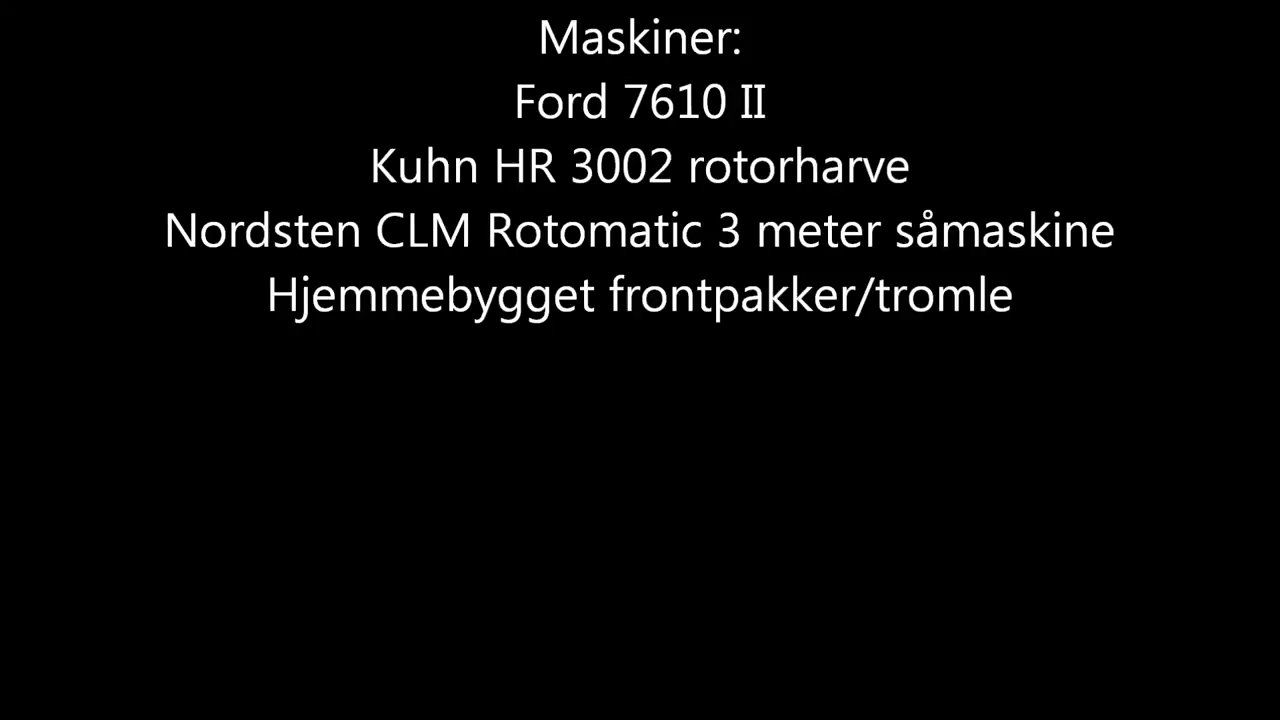 Maskiner:
Ford 7610 II
Kuhn HR 3002 rotorharve
Nordsten CLM Rotomatic 3 meter såmaskine
Hjemmebygget frontpakker/tromle